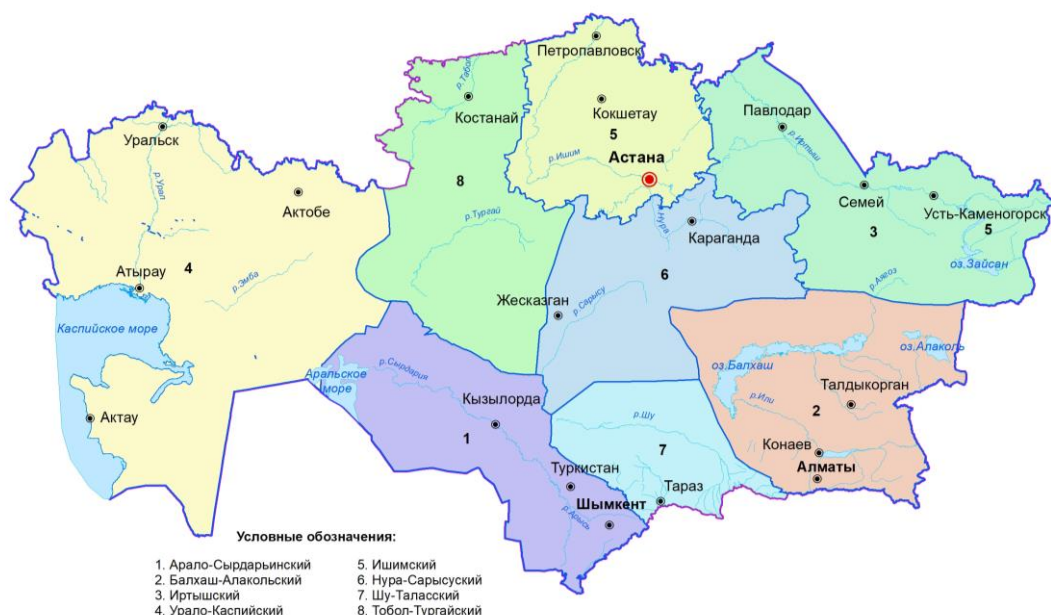 Петропавловск
р.Табол
Костанай
Кокшетау
Павлодар
5
Уральск
р.Иртыш
р.Ишим
Астана
р.Урал
8
Семей
Актобе
Усть-Каменогорск
р.Тургай
р.Нура
Караганда
3
5
Атырау
4
оз.Зайсан
р.Эмба
6
р.Аягоз
Жесказган
р.Сарысу
Каспийское море
оз.Алаколь
р.Сырдария
оз.Балхаш
Аральское
море
Талдыкорган
Кызылорда
р.Или
Актау
р.Шу
2
1
7
Конаев
Туркистан
Алматы
Тараз
Шымкент
р.Арысь
Условные обозначения:
1. Арало-Сырдарьинский
2. Балхаш-Алакольский
3. Иртышский
4. Урало-Каспийский
5. Ишимский
6. Нура-Сарысуский
7. Шу-Таласский
8. Тобол-Тургайский